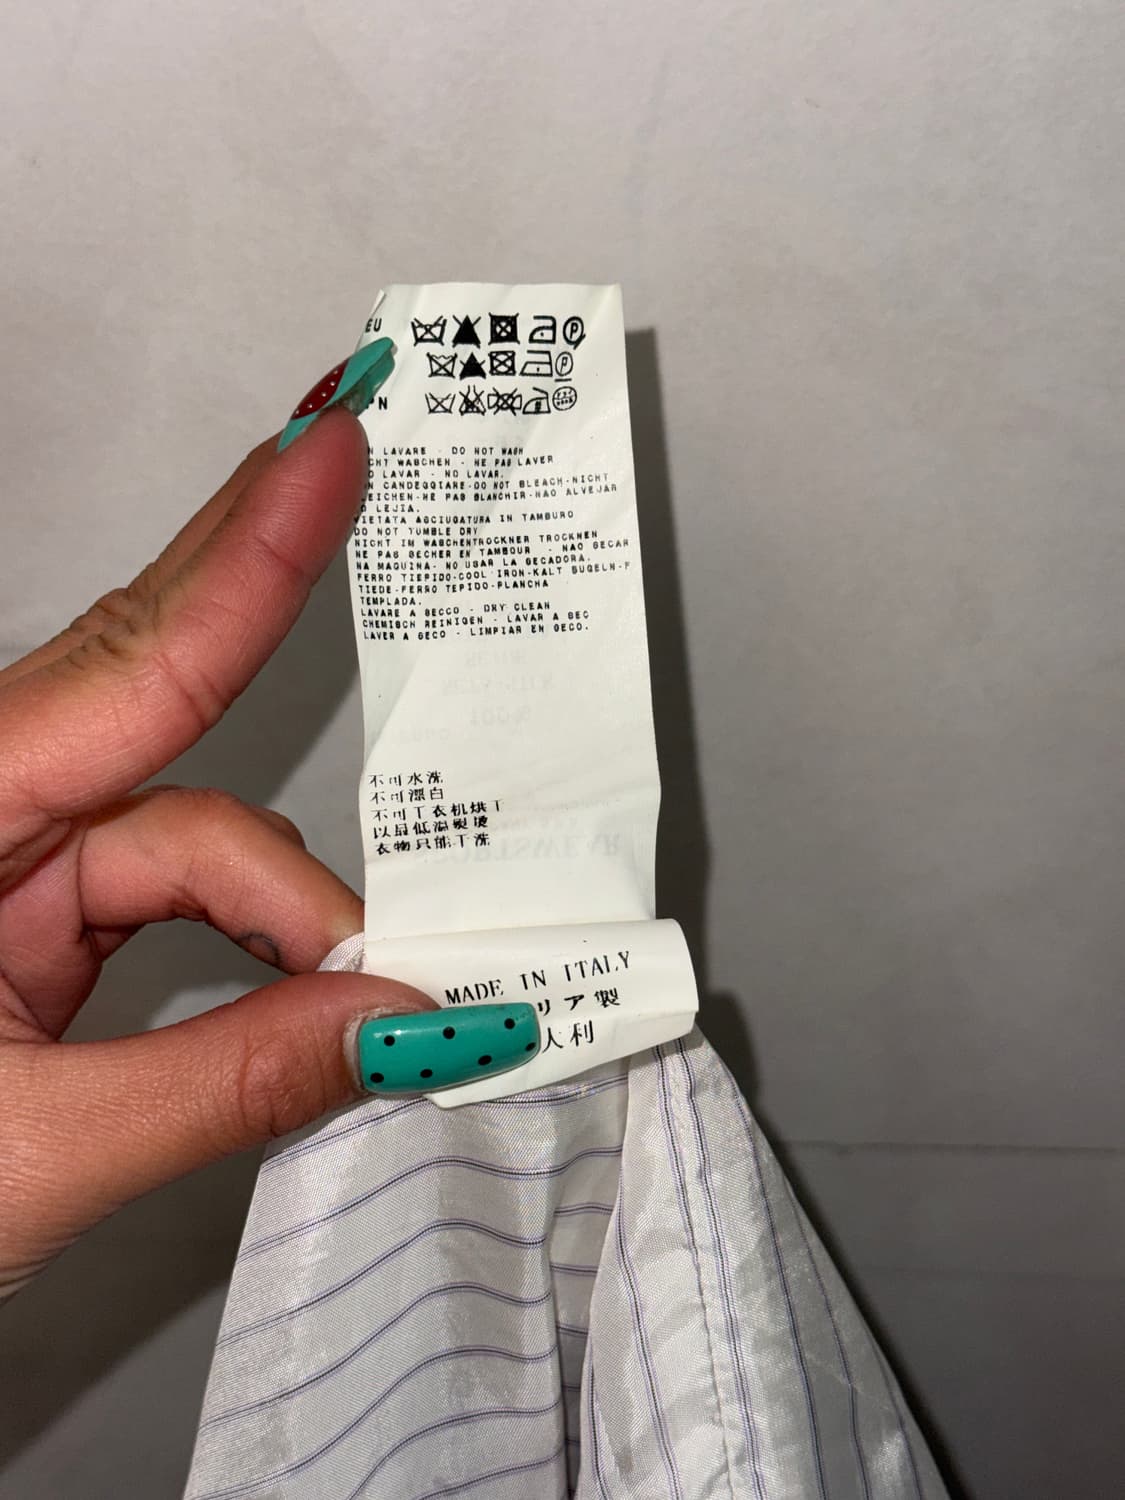 EU
PN
LAVARE - DO NOT WASH
CHT WASCHEN - NE PAS LAVER
LAVAR - NO LAVAR.
CANDEGGIARE-DO NOT BLEACH-NICHT
EICHEN-NE PAS BLANCHIR-NAO ALVEJAR
LEJIA.
VIETATA ASCIUGATURA IN TAMBURO
DO NOT TUMBLE DRY
NICHT IM WASCHENTROCKNER TROCKNEN
NE PAS SECHER EN TAMBOUR - NAO SECAR
NA MAQUINA- NO USAR LA SECADORA.
FERRO TIEPIDO-COOL IRON-KALT BUGELN-F
TIEDE-FERRO TEPIDO-PLANCHA
TEMPLADA.
LAVARE A SECCO - DRY CLEAN
CHEMISCH REINIGEN - LAVAR A SEC
LAVER A SECO - LIMPIAR EN SECO.
不可水洗
不可漂白
不可干衣机烘干
以最低温熨烫
衣物只能干洗
MADE IN ITALY
リア製
大利